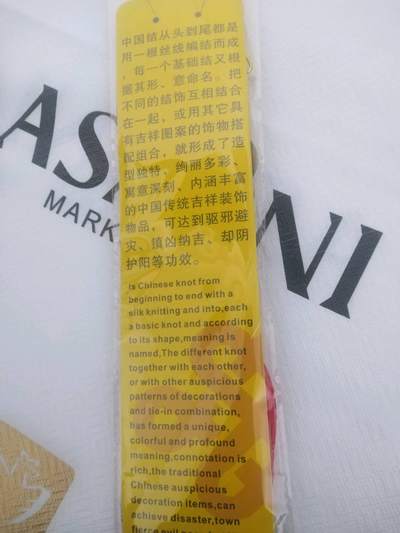 中国结从头到尾都是
用一根丝线编结而成
，每一个基础结又根
据其形、意命名。把
不同的结饰互相结合
在一起，或用其它具
有吉祥图案的饰物搭
配组合，就形成了造
型独特、绚丽多彩、
寓意深刻、内涵丰富
的中国传统吉祥装饰
物品，可达到驱邪避
灾、镇凶纳吉、却阴
护阳等功效。
Is Chinese knot from
beginning to end with a
silk knitting and into,each
a basic knot and according
to its shape,meaning is
named,The different knot
together with each other,
or with other auspicious
patterns of decorations
and tie-in combination,
has formed a unique,
colorful and profound
meaning,connotation is
rich,the traditional
Chinese auspicious
decoration items,can
achisve disaster,town
AS
NI
MARK